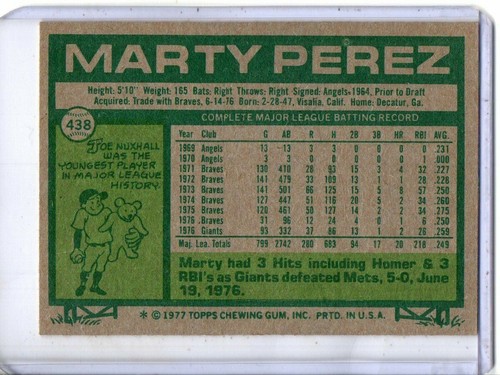 MARTY PEREZ
Height: 5'10" Weight: 165 Bats: Right Throws: Right Signed: Angels-1964, Prior to Draft
Acquired: Trade with Braves, 6-14-76 Born: 2-28-47, Visalia, Calif. Home: Decatur, Ga.
438
JOE NUXHALL
WAS THE
YOUNGEST PLAYER
IN MAJOR LEAGUE
HISTORY.
COMPLETE MAJOR LEAGUE BATTING RECORD
Year Club G AB R H 2B 3B HR RBI AVG.
1969 Angels 13 13 3 3 0 0 0 0 .231
1970 Angels 3 3 0 3 0 0 0 1 1.000
1971 Braves 130 410 28 93 15 3 4 32 .227
1972 Braves 141 479 33 109 13 1 1 28 .228
1973 Braves 141 501 66 125 15 5 8 57 .250
1974 Braves 127 447 51 116 20 5 2 34 .260
1975 Braves 120 461 50 127 14 2 2 34 .275
1976 Braves 31 96 12 24 4 0 1 6 .250
1976 Giants 93 332 37 86 13 1 2 26 .259
Maj. Lea. Totals 799 2742 280 683 94 17 20 218 .249
Marty had 3 Hits including Homer & 3
RBI's as Giants defeated Mets, 5-0, June
19, 1976.
* © 1977 TOPPS CHEWING GUM, INC. PRTD. IN U.S.A.